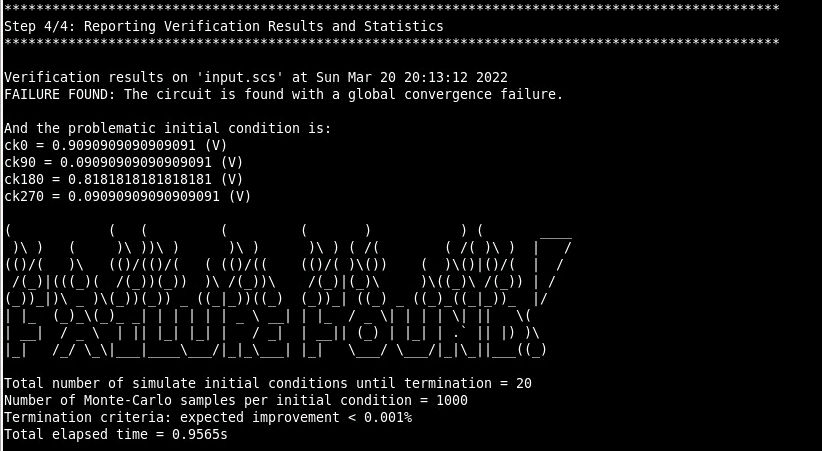 *************************************************************************************************
Step 4/4: Reporting Verification Results and Statistics
*************************************************************************************************
Verification results on 'input.scs' at Sun Mar 20 20:13:12 2022
FAILURE FOUND: The circuit is found with a global convergence failure.
And the problematic initial condition is:
ck0 = 0.9090909090909091 (V)
ck90 = 0.09090909090909091 (V)
ck180 = 0.8181818181818181 (V)
ck270 = 0.09090909090909091 (V)
FAILURE FOUND!
Total number of simulate initial conditions until termination = 20
Number of Monte-Carlo samples per initial condition = 1000
Termination criteria: expected improvement < 0.001%
Total elapsed time = 0.9565s